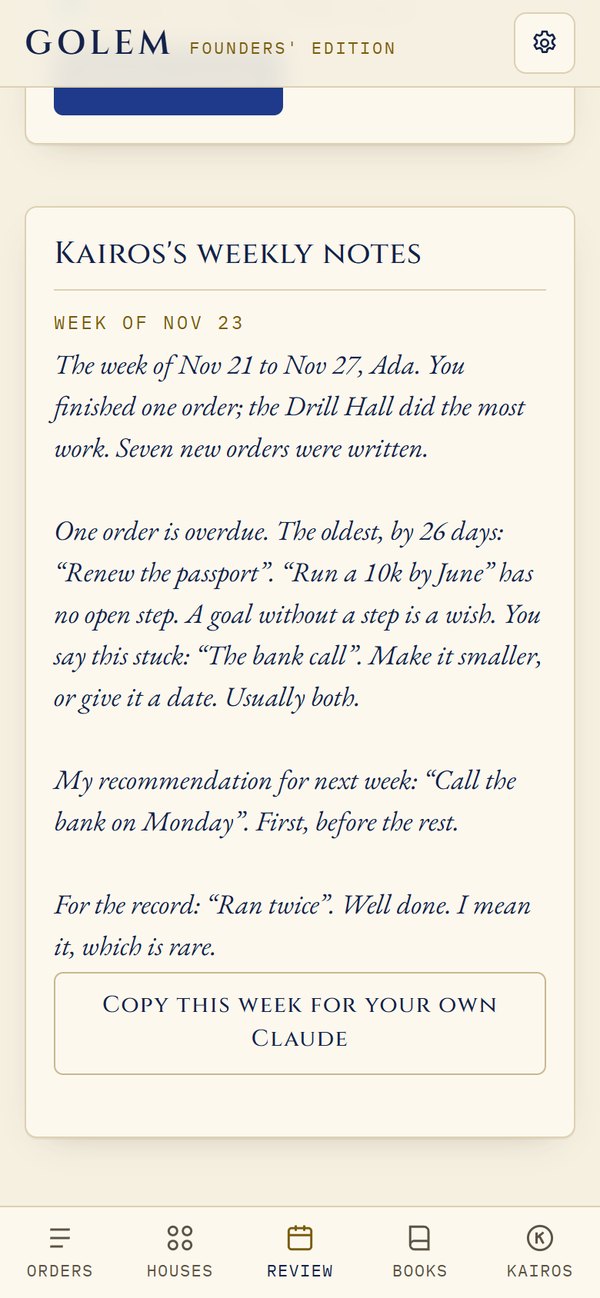 GOLEM FOUNDERS' EDITION
Kairos's weekly notes
WEEK OF NOV 23
The week of Nov 21 to Nov 27, Ada. You
finished one order; the Drill Hall did the most
work. Seven new orders were written.
One order is overdue. The oldest, by 26 days:
“Renew the passport”. “Run a 10k by June” has
no open step. A goal without a step is a wish. You
say this stuck: “The bank call”. Make it smaller,
or give it a date. Usually both.
My recommendation for next week: “Call the
bank on Monday”. First, before the rest.
For the record: “Ran twice”. Well done. I mean
it, which is rare.
Copy this week for your own
Claude
ORDERS HOUSES REVIEW BOOKS KAIROS